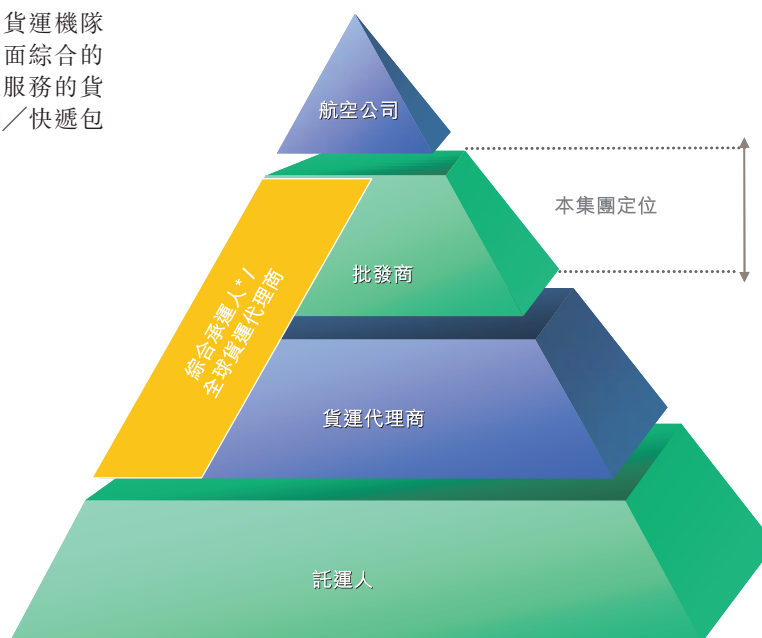 貨運機隊
面綜合的
服務的貨
／快遞包
航空公司
本集團定位
批發商
綜合承運人*/
全球貨運代理商
貨運代理商
託運人